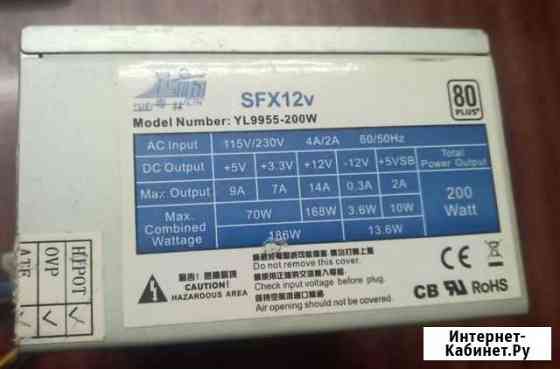 SFX12v
80
PLUS
Model Number: YL9955-200W
AC Input 115V/230V 4A/2A 60/50Hz Total Power Output
DC Output +5V +3.3V +12V -12V +5VSB
Max. Output 9A 7A 14A 0.3A 2A 200 Watt
Max. Combined Wattage 70W 168W 3.6W 10W
186W 13.6W
CAUTION!
HAZARDOUS AREA
Do not remove this cover.
Check input voltage before play.
Air opening should not be covered.
CE
CB RoHS
HIPOT
OVP
ATE
Интернет-
Кабинет.Ру